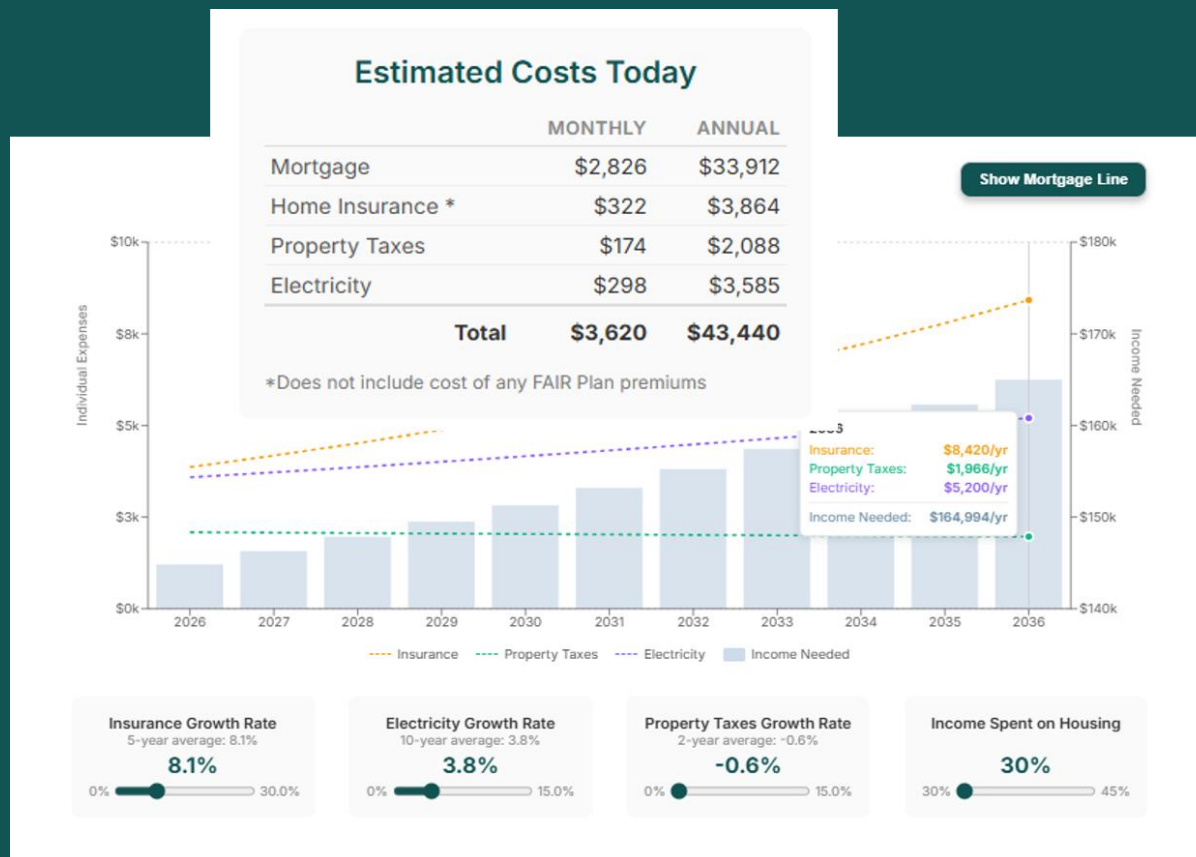 Estimated Costs Today
MONTHLY ANNUAL
Mortgage $2,826 $33,912
Home Insurance * $322 $3,864
Property Taxes $174 $2,088
Electricity $298 $3,585
Total $3,620 $43,440
*Does not include cost of any FAIR Plan premiums
Show Mortgage Line
Individual Expenses
$10k
$8k
$5k
$3k
$0k
$180k
$170k
$160k
$150k
$140k
Income Needed
Insurance: $8,420/yr
Property Taxes: $1,966/yr
Electricity: $5,200/yr
Income Needed: $164,994/yr
2026 2027 2028 2029 2030 2031 2032 2033 2034 2035 2036
Insurance Property Taxes Electricity Income Needed
Insurance Growth Rate
5-year average: 8.1%
8.1%
0% 30.0%
Electricity Growth Rate
10-year average: 3.8%
3.8%
0% 15.0%
Property Taxes Growth Rate
2-year average: -0.6%
-0.6%
0% 15.0%
Income Spent on Housing
30%
30% 45%